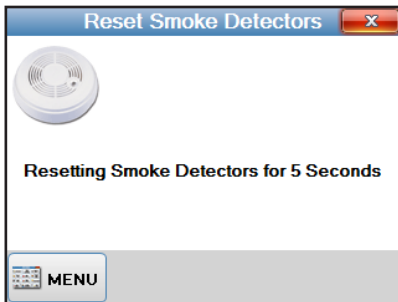 Reset Smoke Detectors
x
Resetting Smoke Detectors for 5 Seconds
MENU